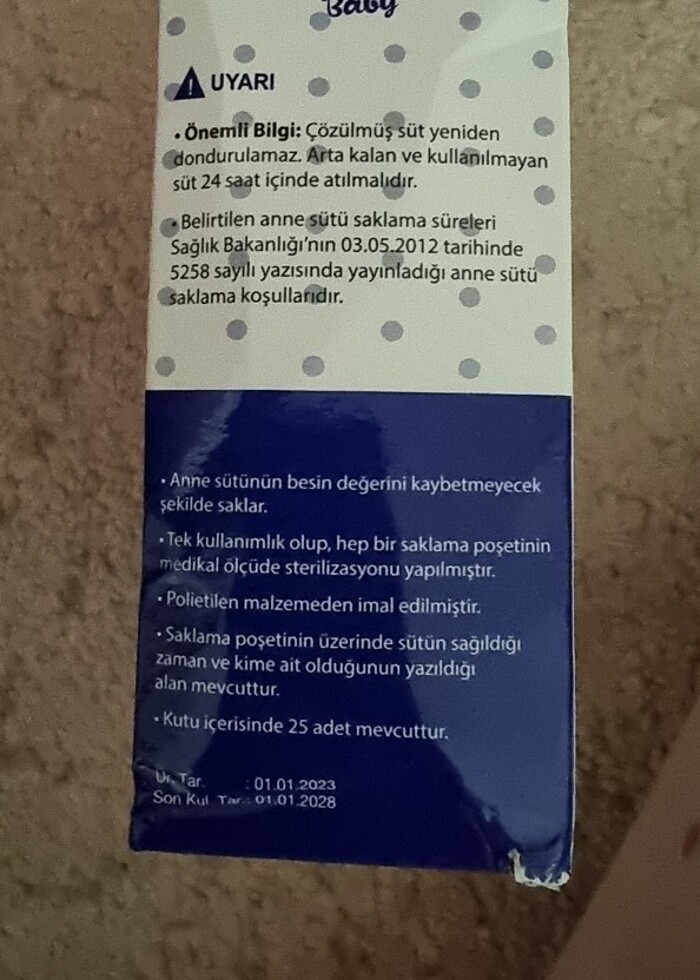 Baby
UYARI
• Önemli Bilgi: Çözülmüş süt yeniden
dondurulamaz. Arta kalan ve kullanılmayan
süt 24 saat içinde atılmalıdır.
• Belirtilen anne sütü saklama süreleri
Sağlık Bakanlığı'nın 03.05.2012 tarihinde
5258 sayılı yazısında yayınladığı anne sütü
saklama koşullarıdır.
• Anne sütünün besin değerini kaybetmeyecek
şekilde saklar.
• Tek kullanımlık olup, hep bir saklama poşetinin
medikal ölçüde sterilizasyonu yapılmıştır.
• Polietilen malzemeden imal edilmiştir.
• Saklama poşetinin üzerinde sütün sağıldığı
zaman ve kime ait olduğunun yazıldığı
alan mevcuttur.
• Kutu içerisinde 25 adet mevcuttur.
Ür. Tar. : 01.01.2023
Son Kul Tar.: 01.01.2028